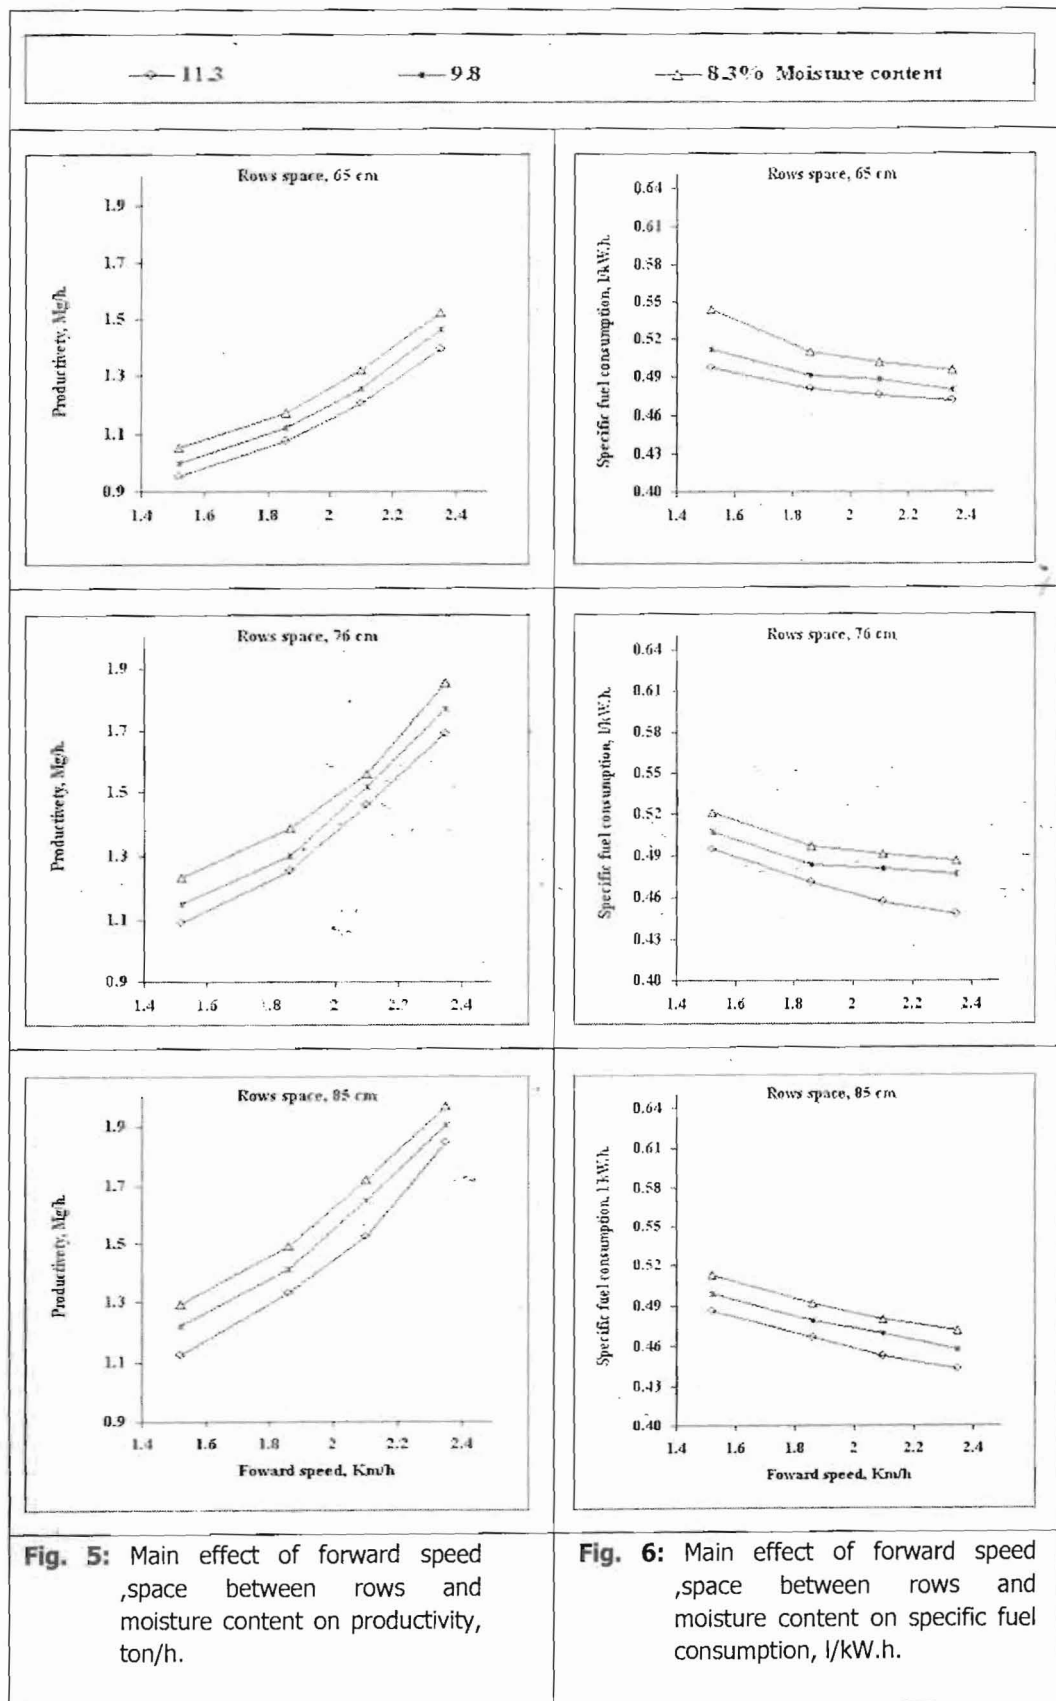 11.3 9.8 8.3% Moisture content
Rows space, 65 cm
Productivety, Mg/h.
1.9
1.7
1.5
1.3
1.1
0.9
1.4 1.6 1.8 2 2.2 2.4
Rows space, 65 cm
Specific fuel consumption, l/kW.h.
0.64
0.61
0.58
0.55
0.52
0.49
0.46
0.43
0.40
1.4 1.6 1.8 2 2.2 2.4
Rows space, 76 cm
Productivety, Mg/h.
1.9
1.7
1.5
1.3
1.1
0.9
1.4 1.6 1.8 2 2.2 2.4
Rows space, 76 cm
Specific fuel consumption, l/kW.h.
0.64
0.61
0.58
0.55
0.52
0.49
0.46
0.43
0.40
1.4 1.6 1.8 2 2.2 2.4
Rows space, 85 cm
Productivety, Mg/h.
1.9
1.7
1.5
1.3
1.1
0.9
1.4 1.6 1.8 2 2.2 2.4
Foward speed, Km/h
Rows space, 85 cm
Specific fuel consumption, l/kW.h.
0.64
0.61
0.58
0.55
0.52
0.49
0.46
0.43
0.40
1.4 1.6 1.8 2 2.2 2.4
Foward speed, Km/h
Fig. 5: Main effect of forward speed
,space between rows and
moisture content on productivity,
ton/h.
Fig. 6: Main effect of forward speed
,space between rows and
moisture content on specific fuel
consumption, l/kW.h.